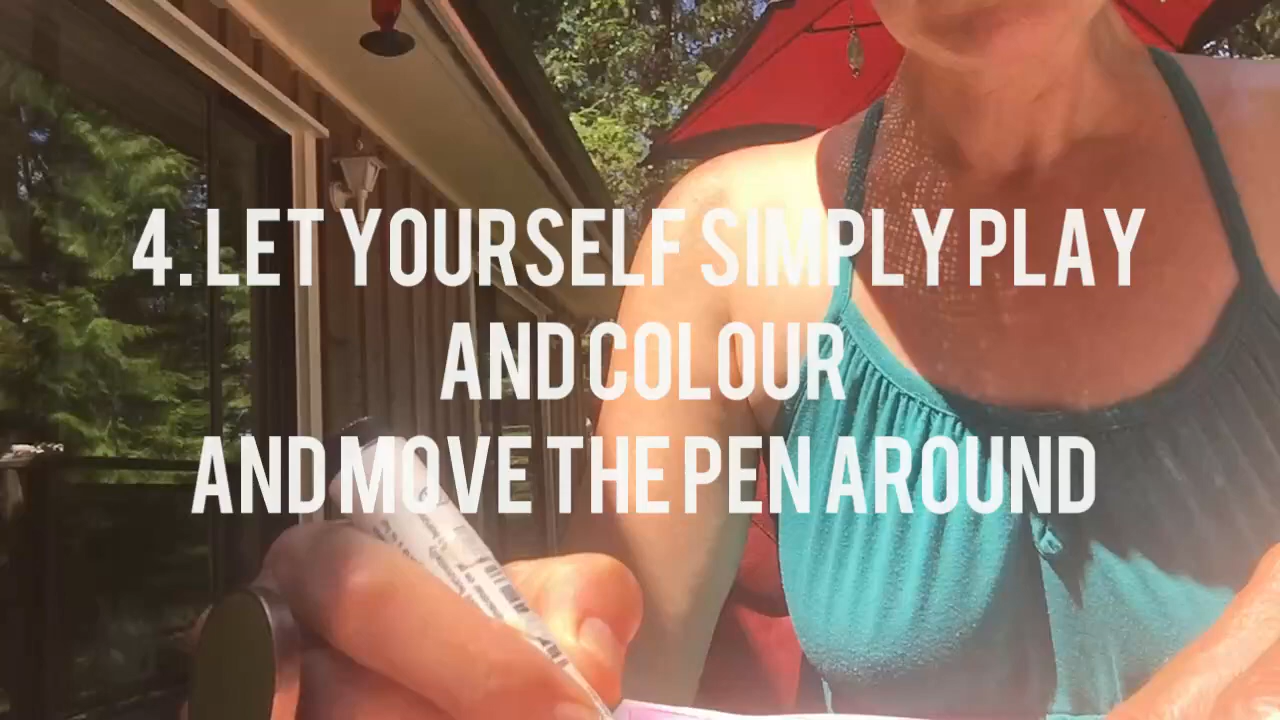 4. LET YOURSELF SIMPLY PLAY
AND COLOUR
AND MOVE THE PEN AROUND